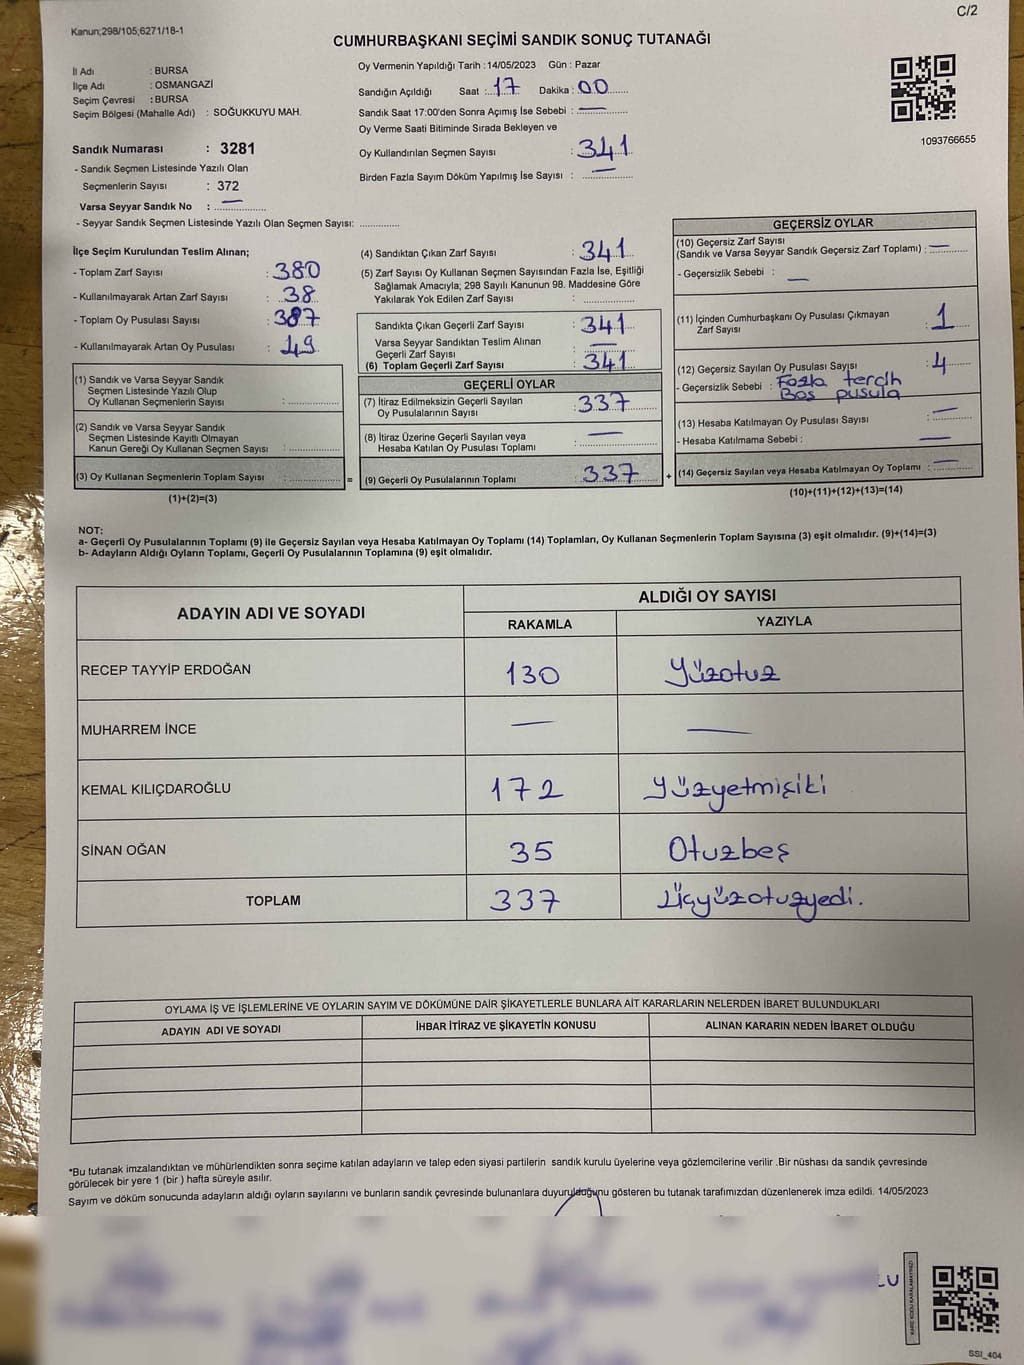 C/2
Kanun;298/105;6271/18-1
CUMHURBAŞKANI SEÇİMİ SANDIK SONUÇ TUTANAĞI
İl Adı : BURSA
İlçe Adı : OSMANGAZİ
Seçim Çevresi : BURSA
Seçim Bölgesi (Mahalle Adı) : SOĞUKKUYU MAH.
Sandık Numarası : 3281
- Sandık Seçmen Listesinde Yazılı Olan
Seçmenlerin Sayısı : 372
Varsa Seyyar Sandık No : —
- Seyyar Sandık Seçmen Listesinde Yazılı Olan Seçmen Sayısı: ..............
Oy Vermenin Yapıldığı Tarih : 14/05/2023 Gün : Pazar
Sandığın Açıldığı Saat : 17 Dakika : 00
Sandık Saat 17:00'den Sonra Açımış İse Sebebi : —
Oy Verme Saati Bitiminde Sırada Bekleyen ve
Oy Kullandırılan Seçmen Sayısı : 341
Birden Fazla Sayım Döküm Yapılmış İse Sayısı : —
1093766655
İlçe Seçim Kurulundan Teslim Alınan;
- Toplam Zarf Sayısı : 380
- Kullanılmayarak Artan Zarf Sayısı : 38
- Toplam Oy Pusulası Sayısı : 387
- Kullanılmayarak Artan Oy Pusulası : 49
(1) Sandık ve Varsa Seyyar Sandık
Seçmen Listesinde Yazılı Olup
Oy Kullanan Seçmenlerin Sayısı : ..............
(2) Sandık ve Varsa Seyyar Sandık
Seçmen Listesinde Kayıtlı Olmayan
Kanun Gereği Oy Kullanan Seçmen Sayısı : ..............
(3) Oy Kullanan Seçmenlerin Toplam Sayısı : ..............
(1)+(2)=(3)
=
(4) Sandıktan Çıkan Zarf Sayısı : 341
(5) Zarf Sayısı Oy Kullanan Seçmen Sayısından Fazla İse, Eşitliği
Sağlamak Amacıyla; 298 Sayılı Kanunun 98. Maddesine Göre
Yakılarak Yok Edilen Zarf Sayısı : ..............
Sandıkta Çıkan Geçerli Zarf Sayısı : 341
Varsa Seyyar Sandıktan Teslim Alınan
Geçerli Zarf Sayısı : —
(6) Toplam Geçerli Zarf Sayısı : 341
GEÇERLİ OYLAR
(7) İtiraz Edilmeksizin Geçerli Sayılan
Oy Pusulalarının Sayısı : 337
(8) İtiraz Üzerine Geçerli Sayılan veya
Hesaba Katılan Oy Pusulası Toplamı : —
(9) Geçerli Oy Pusulalarının Toplamı : 337
+
GEÇERSİZ OYLAR
(10) Geçersiz Zarf Sayısı
(Sandık ve Varsa Seyyar Sandık Geçersiz Zarf Toplamı) : —
- Geçersizlik Sebebi : —
(11) İçinden Cumhurbaşkanı Oy Pusulası Çıkmayan
Zarf Sayısı : 1
(12) Geçersiz Sayılan Oy Pusulası Sayısı : 4
- Geçersizlik Sebebi : Fazla tercih
Boş pusula
(13) Hesaba Katılmayan Oy Pusulası Sayısı : —
- Hesaba Katılmama Sebebi : —
(14) Geçersiz Sayılan veya Hesaba Katılmayan Oy Toplamı : —
(10)+(11)+(12)+(13)=(14)
NOT:
a- Geçerli Oy Pusulalarının Toplamı (9) ile Geçersiz Sayılan veya Hesaba Katılmayan Oy Toplamı (14) Toplamları, Oy Kullanan Seçmenlerin Toplam Sayısına (3) eşit olmalıdır. (9)+(14)=(3)
b- Adayların Aldığı Oyların Toplamı, Geçerli Oy Pusulalarının Toplamına (9) eşit olmalıdır.
ADAYIN ADI VE SOYADI
ALDIĞI OY SAYISI
RAKAMLA YAZIYLA
RECEP TAYYİP ERDOĞAN 130 Yüzotuz
MUHARREM İNCE — —
KEMAL KILIÇDAROĞLU 172 Yüzyetmişiki
SİNAN OĞAN 35 Otuzbeş
TOPLAM 337 Üçyüzotuzyedi.
OYLAMA İŞ VE İŞLEMLERİNE VE OYLARIN SAYIM VE DÖKÜMÜNE DAİR ŞİKAYETLERLE BUNLARA AİT KARARLARIN NELERDEN İBARET BULUNDUKLARI
ADAYIN ADI VE SOYADI İHBAR İTİRAZ VE ŞİKAYETİN KONUSU ALINAN KARARIN NEDEN İBARET OLDUĞU
*Bu tutanak imzalandıktan ve mühürlendikten sonra seçime katılan adayların ve talep eden siyasi partilerin sandık kurulu üyelerine veya gözlemcilerine verilir .Bir nüshası da sandık çevresinde
görülecek bir yere 1 (bir ) hafta süreyle asılır.
Sayım ve döküm sonucunda adayların aldığı oyların sayılarını ve bunların sandık çevresinde bulunanlara duyurulduğunu gösteren bu tutanak tarafımızdan düzenlenerek imza edildi. 14/05/2023
LU
KARE KODU KARALAMAYINIZ!
SSI_404